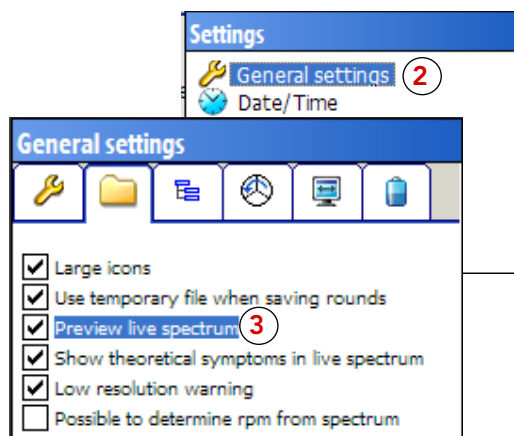 Settings
General settings 2
Date/Time
General settings
Large icons
Use temporary file when saving rounds
Preview live spectrum 3
Show theoretical symptoms in live spectrum
Low resolution warning
Possible to determine rpm from spectrum